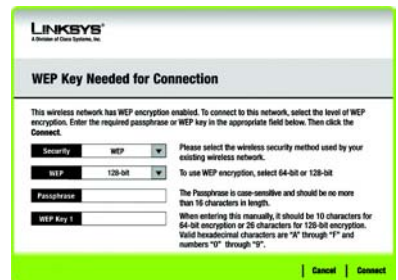 LINKSYS®
A Division of Cisco Systems, Inc.
WEP Key Needed for Connection
This wireless network has WEP encryption enabled. To connect to this network, select the level of WEP
encryption. Enter the required passphrase or WEP key in the appropriate field below. Then click the
Connect.
Security WEP Please select the wireless security method used by your
existing wireless network.
WEP 128-bit To use WEP encryption, select 64-bit or 128-bit
Passphrase The Passphrase is case-sensitive and should be no more
than 16 characters in length.
WEP Key 1 When entering this manually, it should be 10 characters for
64-bit encryption or 26 characters for 128-bit encryption.
Valid hexadecimal characters are "A" through "F" and
numbers "0" through "9".
Cancel Connect